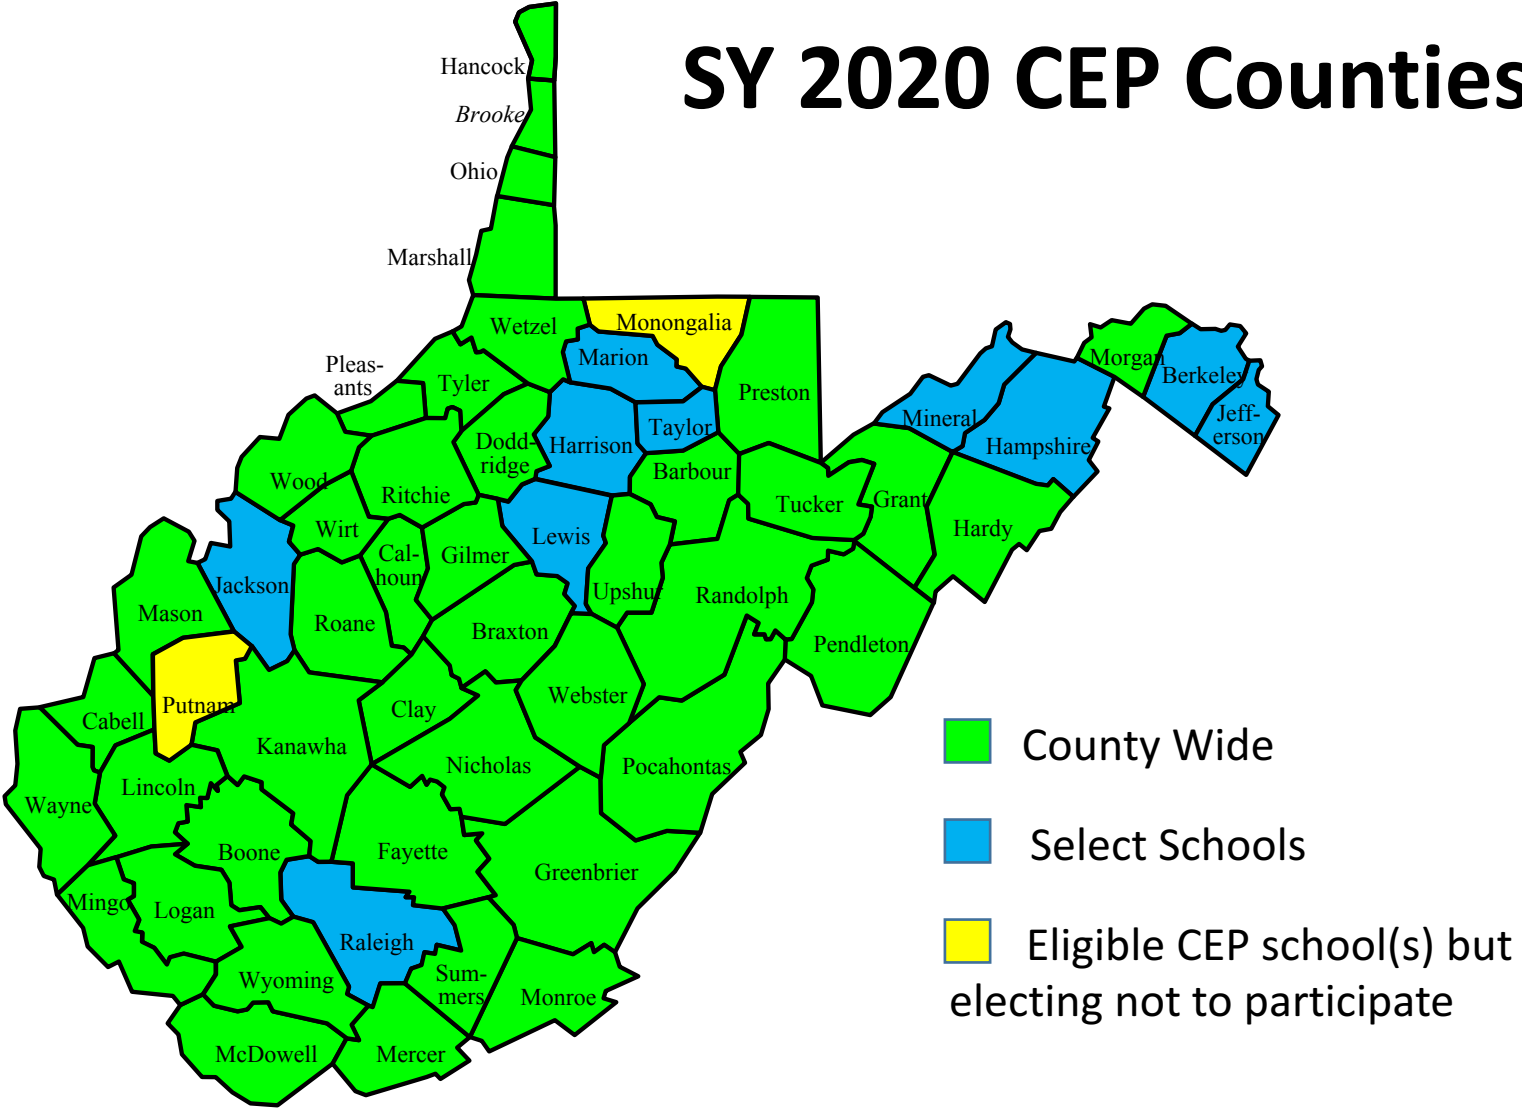 SY 2020 CEP Counties
Hancock
Brooke
Ohio
Marshall
Wetzel
Monongalia
Marion
Pleas-
ants
Tyler
Preston
Morgan
Berkeley
Jeff-
erson
Mineral
Hampshire
Dodd-
ridge
Harrison
Taylor
Barbour
Wood
Ritchie
Tucker
Grant
Hardy
Wirt
Cal-
houn
Gilmer
Lewis
Upshur
Randolph
Jackson
Mason
Roane
Braxton
Pendleton
Putnam
Cabell
Clay
Webster
Kanawha
Nicholas
Pocahontas
Lincoln
Wayne
Boone
Fayette
Greenbrier
Mingo
Logan
Raleigh
Wyoming
Sum-
mers
Monroe
McDowell
Mercer
County Wide
Select Schools
Eligible CEP school(s) but
electing not to participate